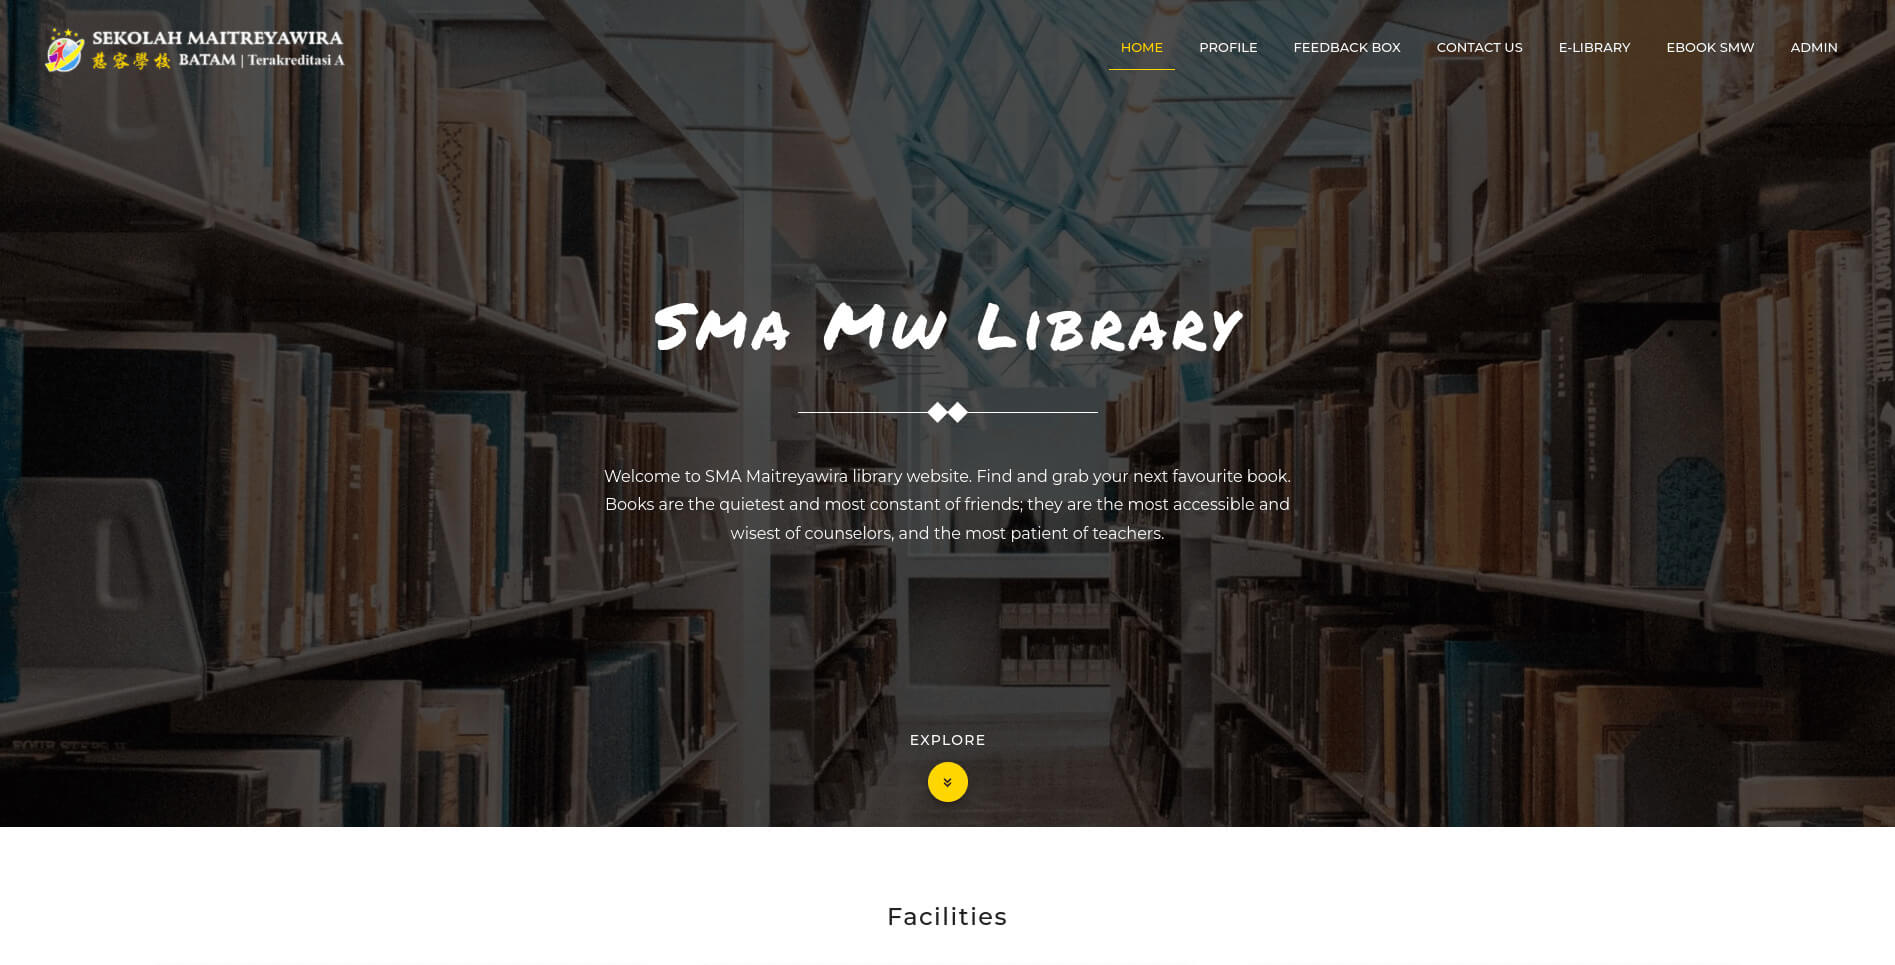 SEKOLAH MAITREYAWIRA
慈容學校 BATAM | Terakreditasi A
HOME
PROFILE
FEEDBACK BOX
CONTACT US
E-LIBRARY
EBOOK SMW
ADMIN
SMA MW LIBRARY
Welcome to SMA Maitreyawira library website. Find and grab your next favourite book.
Books are the quietest and most constant of friends; they are the most accessible and
wisest of counselors, and the most patient of teachers.
EXPLORE
Facilities